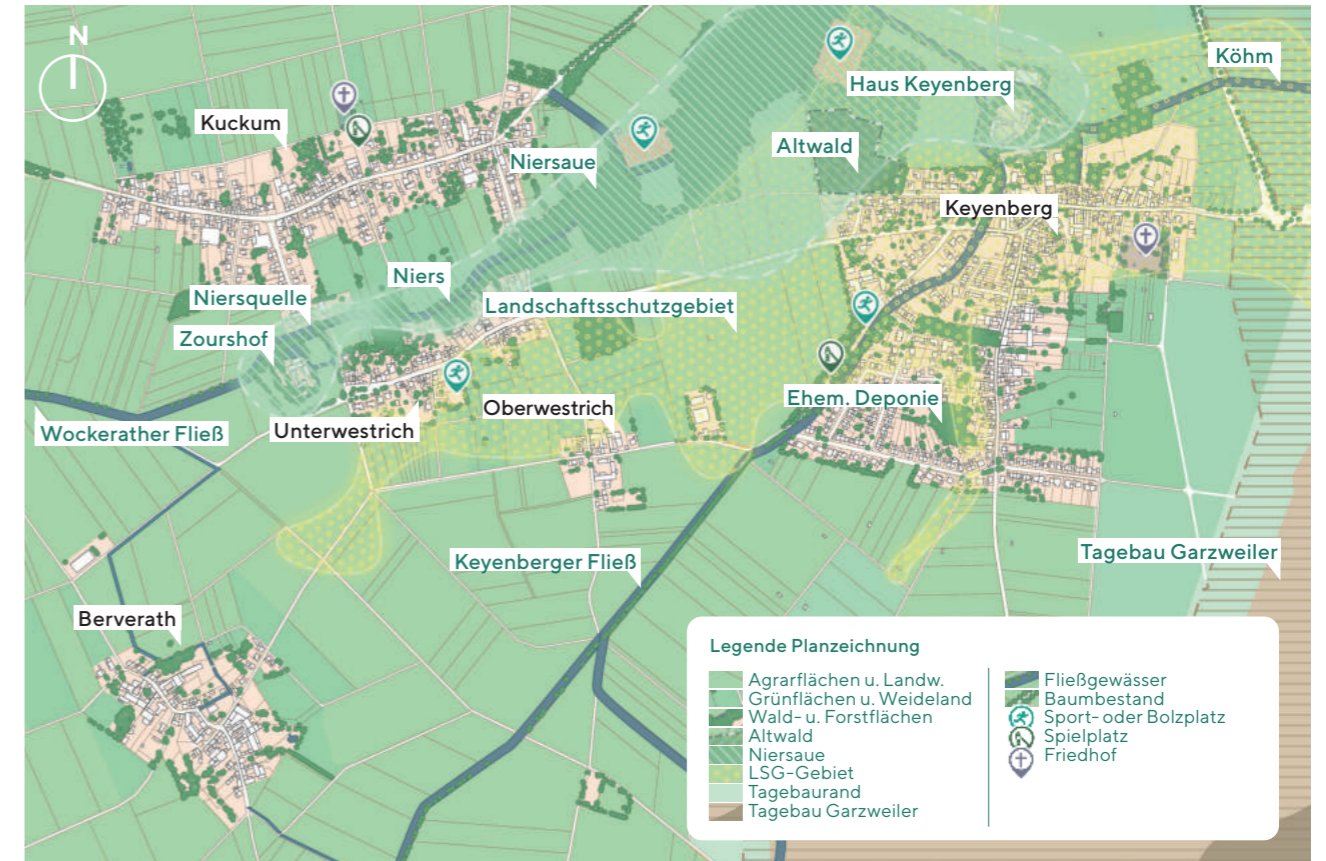 N
Köhm
Haus Keyenberg
Kuckum
Altwald
Niersaue
Keyenberg
Niers
Niersquelle
Landschaftsschutzgebiet
Zourshof
Ehem. Deponie
Oberwestrich
Unterwestrich
Wockerather Fließ
Tagebau Garzweiler
Keyenberger Fließ
Berverath
Legende Planzeichnung
Agrarflächen u. Landw.
Grünflächen u. Weideland
Wald- u. Forstflächen
Altwald
Niersaue
LSG-Gebiet
Tagebaurand
Tagebau Garzweiler
Fließgewässer
Baumbestand
Sport- oder Bolzplatz
Spielplatz
Friedhof